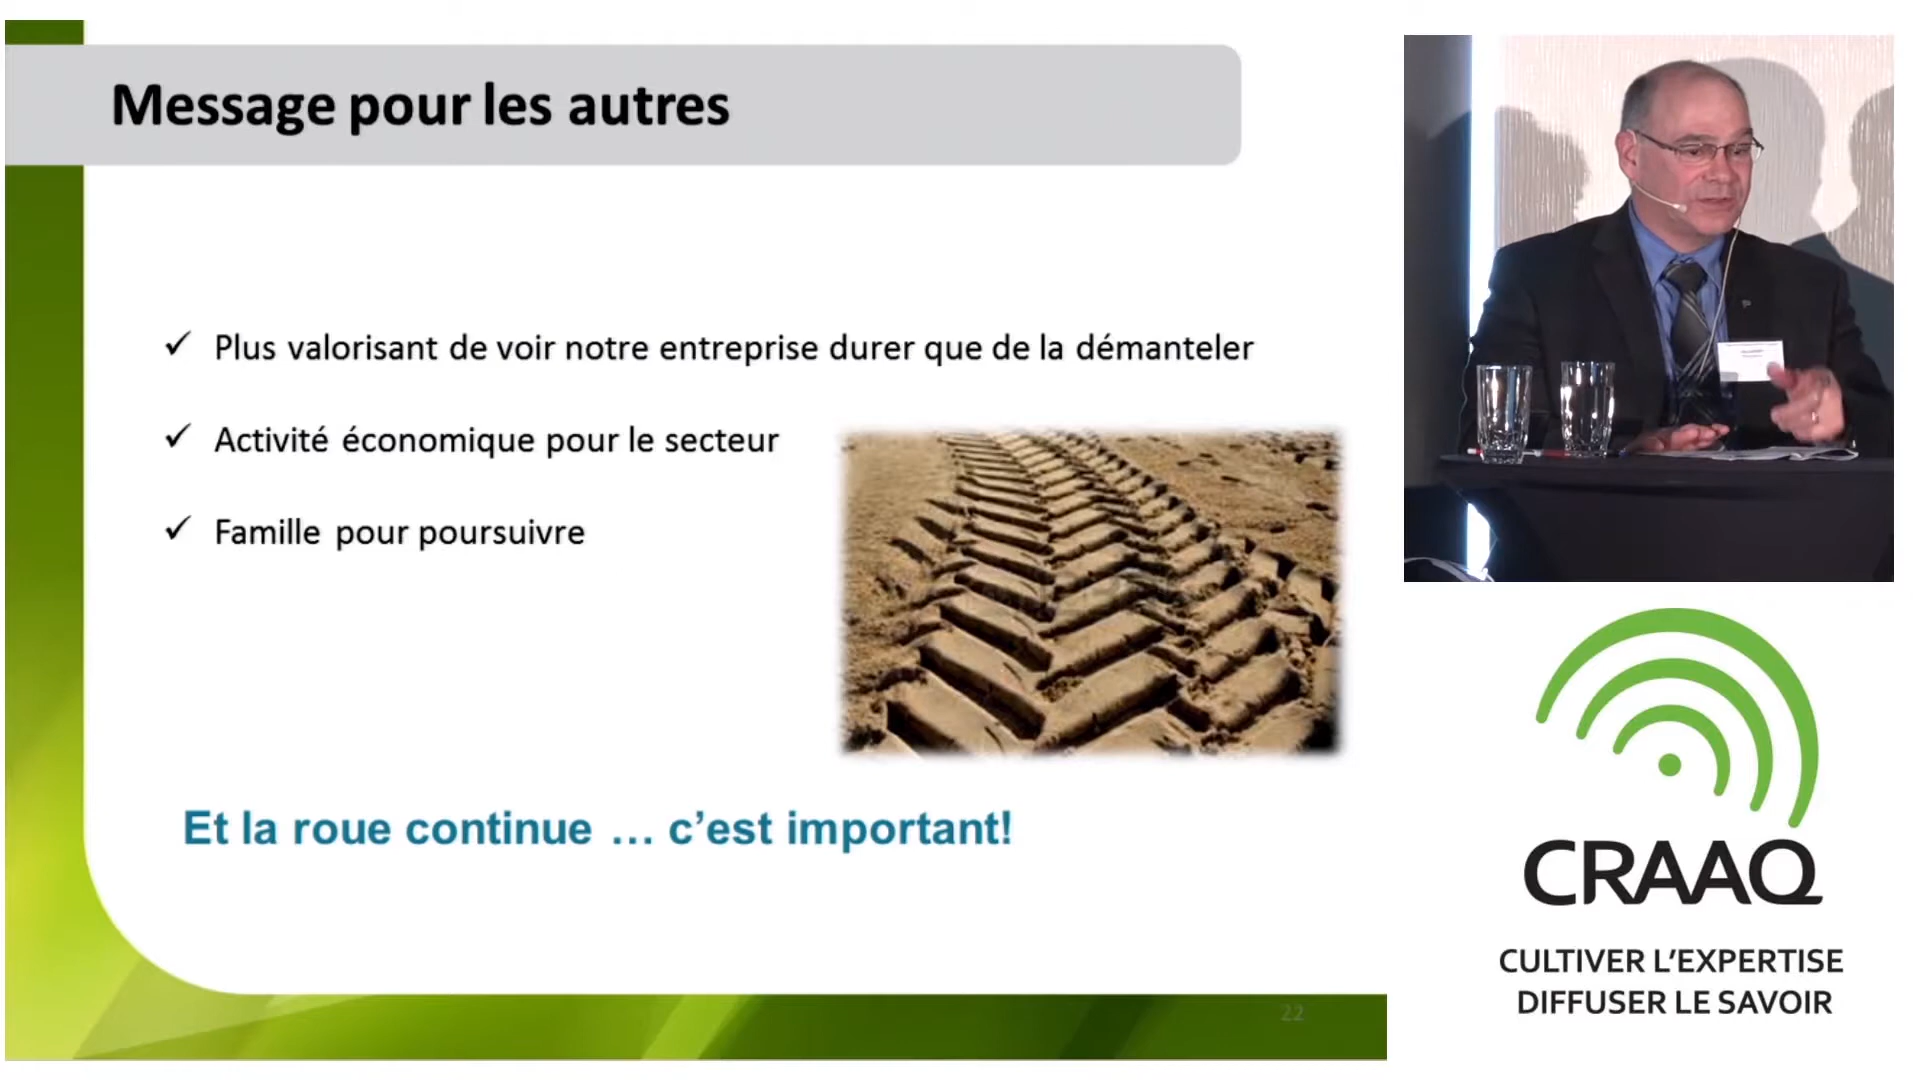 Message pour les autres
✓ Plus valorisant de voir notre entreprise durer que de la démanteler
✓ Activité économique pour le secteur
✓ Famille pour poursuivre
Et la roue continue … c’est important!
22
CRAAQ
CULTIVER L’EXPERTISE
DIFFUSER LE SAVOIR